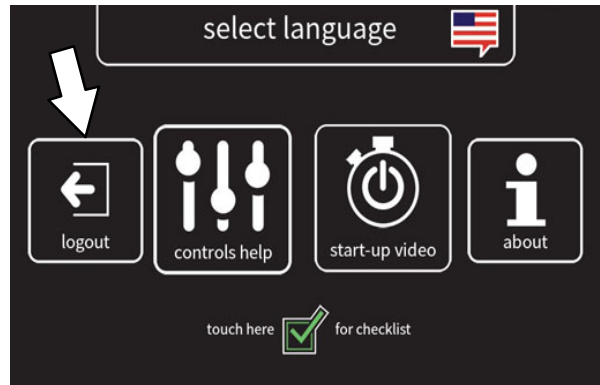 select language
logout
controls help
start-up video
about
touch here for checklist